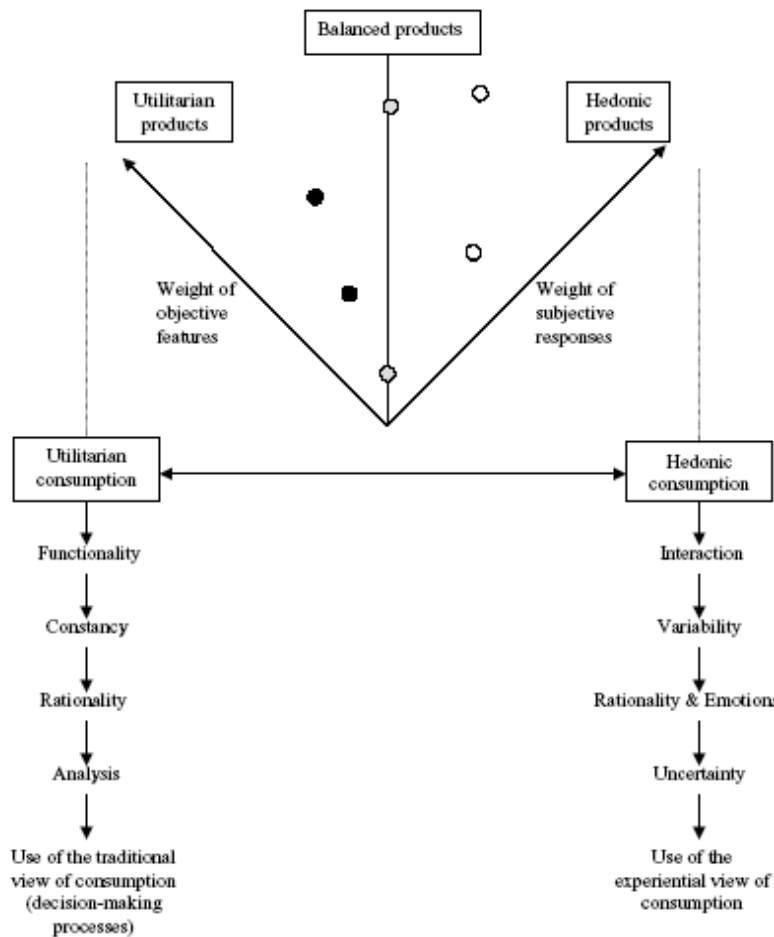 Balanced products
Utilitarian
products
Hedonic
products
Weight of
objective
features
Weight of
subjective
responses
Utilitarian
consumption
Hedonic
consumption
Functionality
Interaction
Constancy
Variability
Rationality
Rationality & Emotions
Analysis
Uncertainty
Use of the traditional
view of consumption
(decision-making
processes)
Use of the
experiential view of
consumption